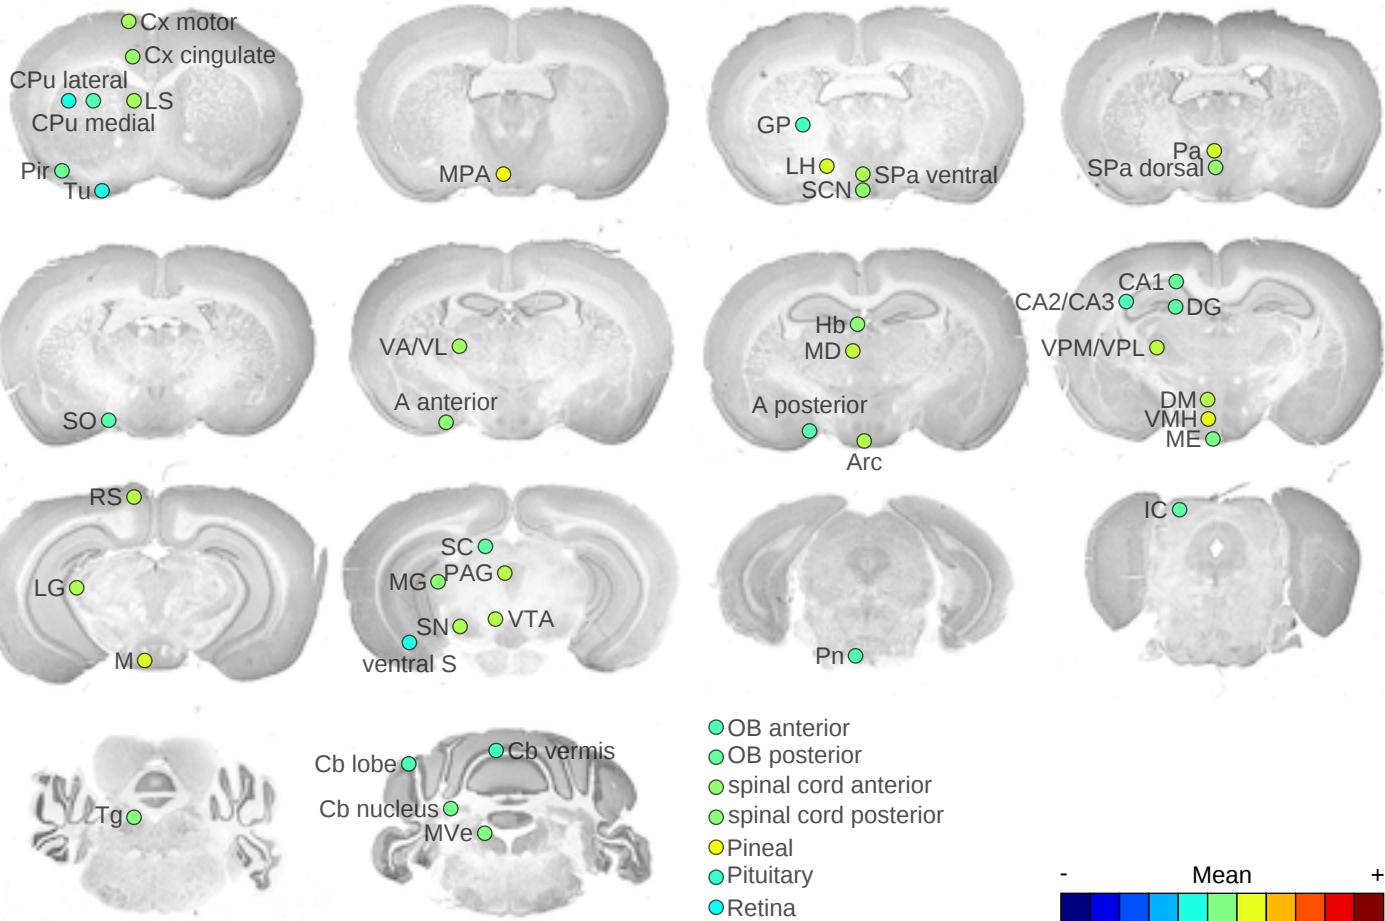 Cx motor
Cx cingulate
CPu lateral
LS
CPu medial
Pir
Tu
MPA
GP
LH
SPa ventral
SCN
Pa
SPa dorsal
SO
VA/VL
A anterior
Hb
MD
A posterior
Arc
CA1
CA2/CA3
DG
VPM/VPL
DM
VMH
ME
RS
LG
M
SC
MG
PAG
SN
VTA
ventral S
Pn
IC
Tg
Cb lobe
Cb vermis
Cb nucleus
MVe
OB anterior
OB posterior
spinal cord anterior
spinal cord posterior
Pineal
Pituitary
Retina
- Mean +